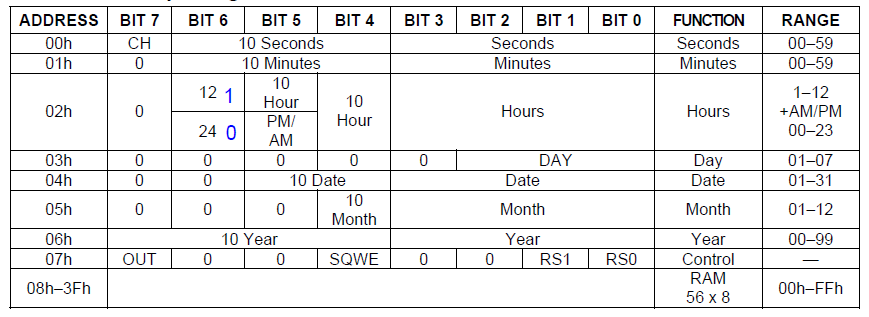 ADDRESS BIT 7 BIT 6 BIT 5 BIT 4 BIT 3 BIT 2 BIT 1 BIT 0 FUNCTION RANGE
00h CH 10 Seconds Seconds Seconds 00–59
01h 0 10 Minutes Minutes Minutes 00–59
02h 0 12 1 10 Hour 10 Hour Hours Hours 1–12 +AM/PM 00–23
24 0 PM/ AM
03h 0 0 0 0 0 DAY Day 01–07
04h 0 0 10 Date Date Date 01–31
05h 0 0 0 10 Month Month Month 01–12
06h 10 Year Year Year 00–99
07h OUT 0 0 SQWE 0 0 RS1 RS0 Control —
08h–3Fh RAM 56 x 8 00h–FFh